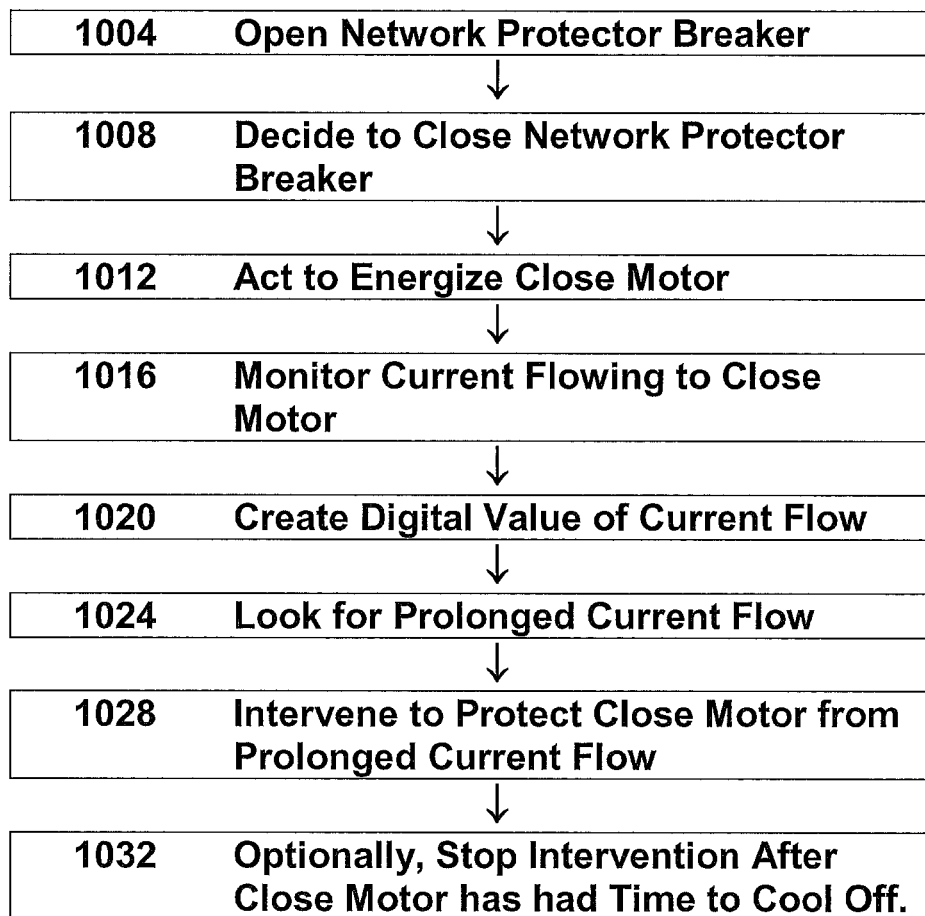 1004 Open Network Protector Breaker
1008 Decide to Close Network Protector
Breaker
1012 Act to Energize Close Motor
1016 Monitor Current Flowing to Close
Motor
1020 Create Digital Value of Current Flow
1024 Look for Prolonged Current Flow
1028 Intervene to Protect Close Motor from
Prolonged Current Flow
1032 Optionally, Stop Intervention After
Close Motor has had Time to Cool Off.